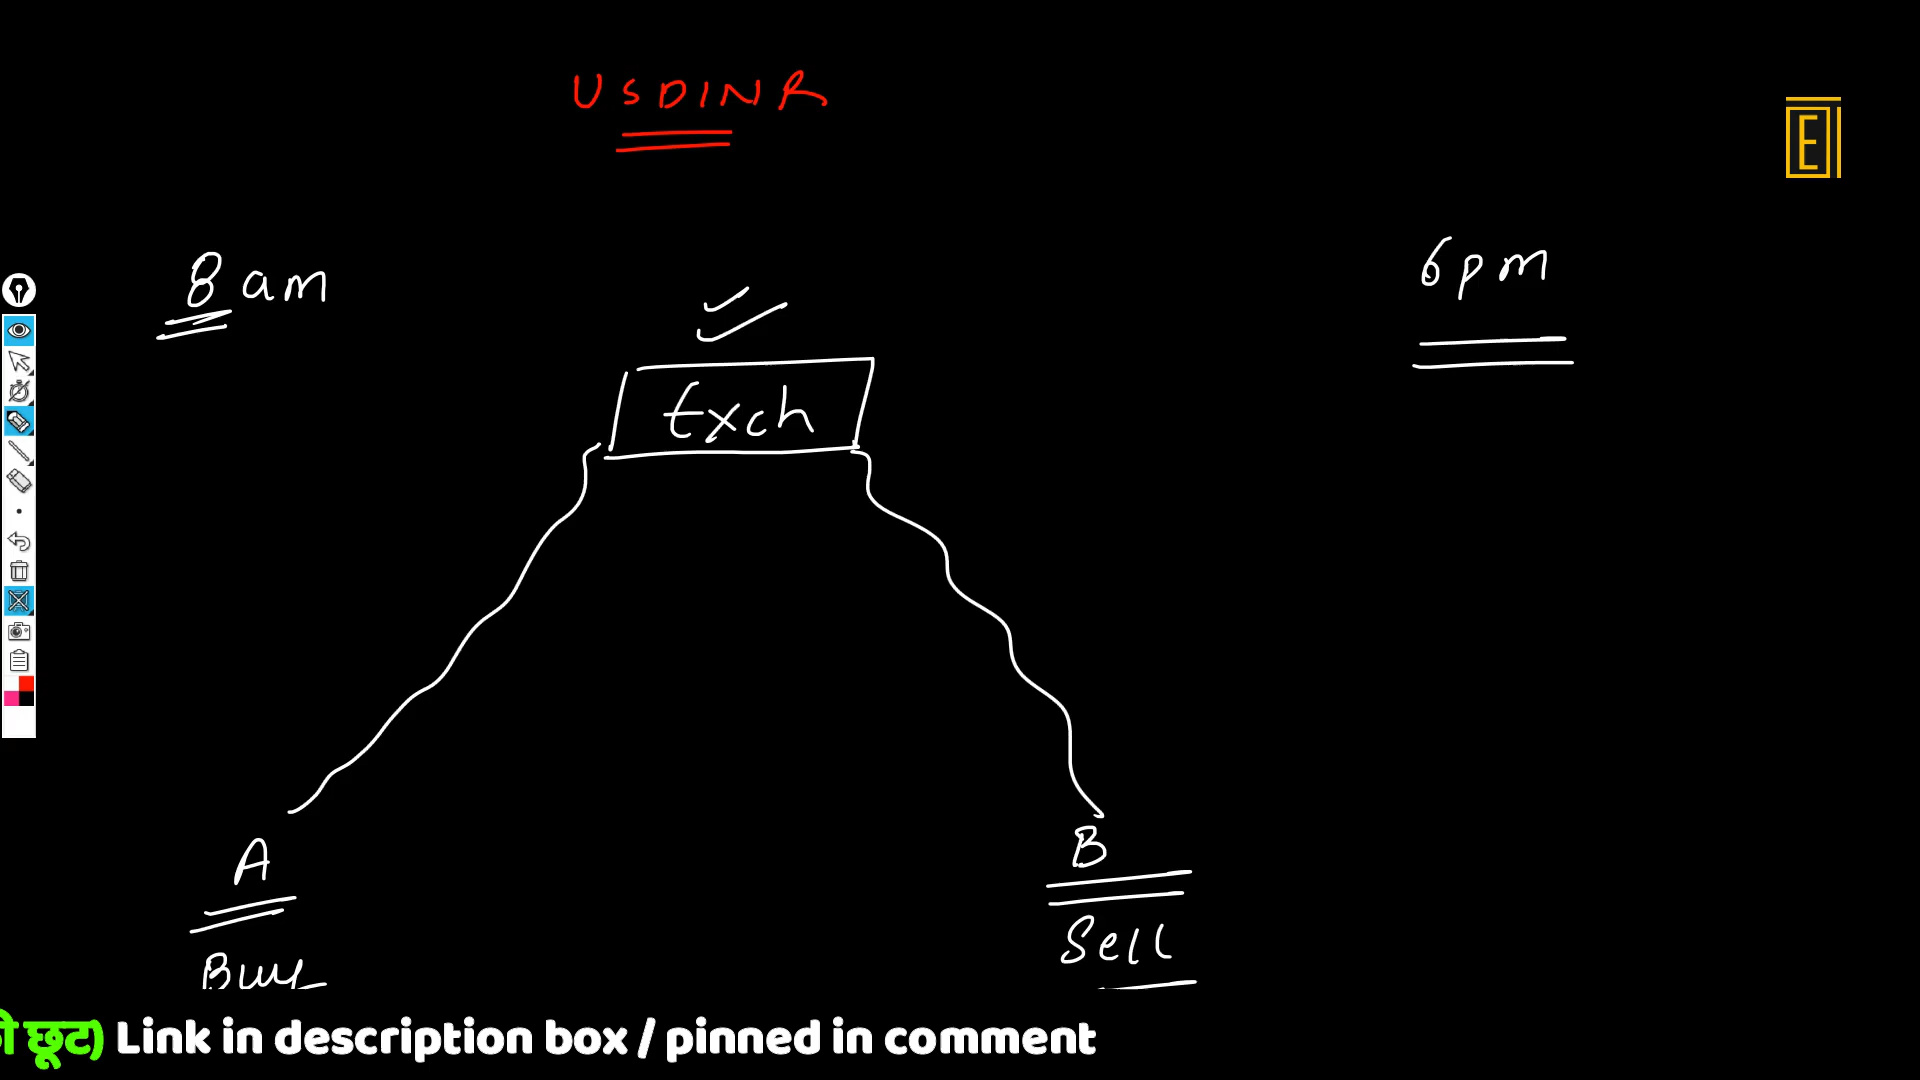 USDINR
E
8 am
6pm
Exch
A
B
Buy
Sell
छूट) Link in description box / pinned in comment